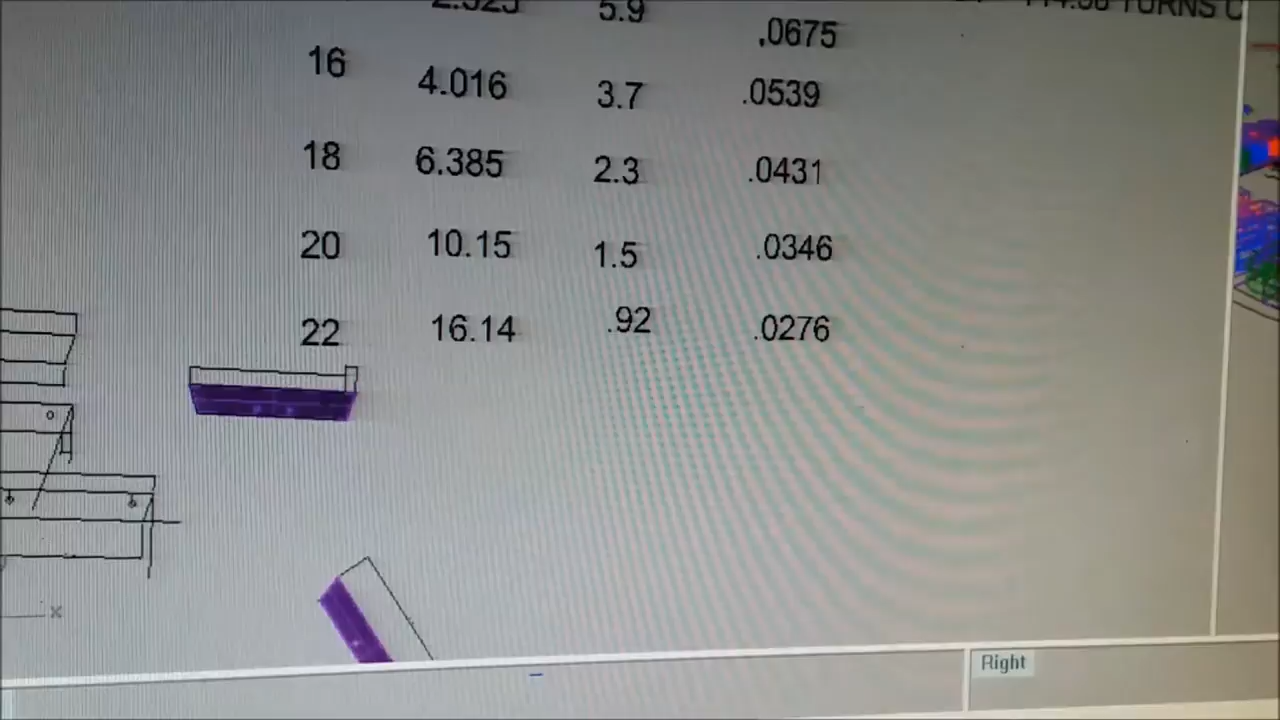 5.9
.0675
16 4.016 3.7 .0539
18 6.385 2.3 .0431
20 10.15 1.5 .0346
22 16.14 .92 .0276
x
Right